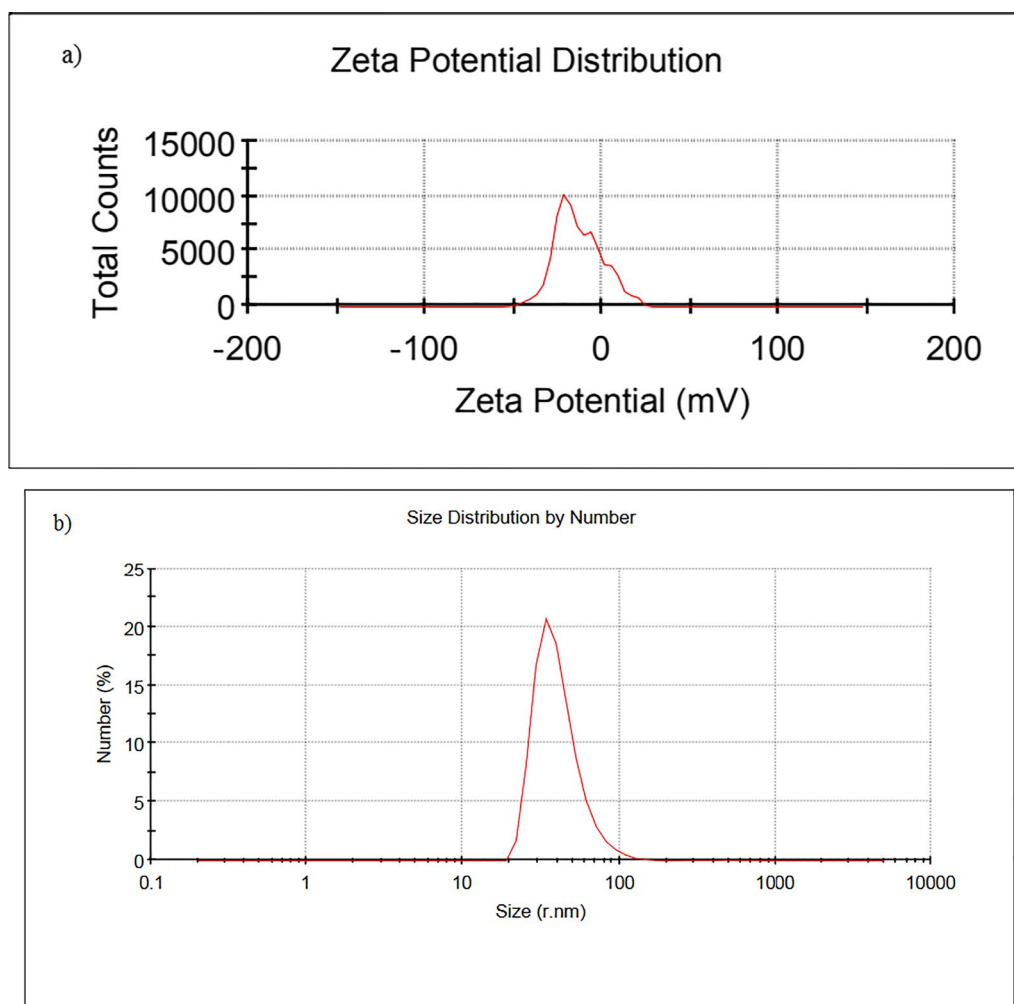 a)
Zeta Potential Distribution
Total Counts
15000
10000
5000
0
-200 -100 0 100 200
Zeta Potential (mV)
b)
Size Distribution by Number
Number (%)
25
20
15
10
5
0
0.1 1 10 100 1000 10000
Size (r.nm)